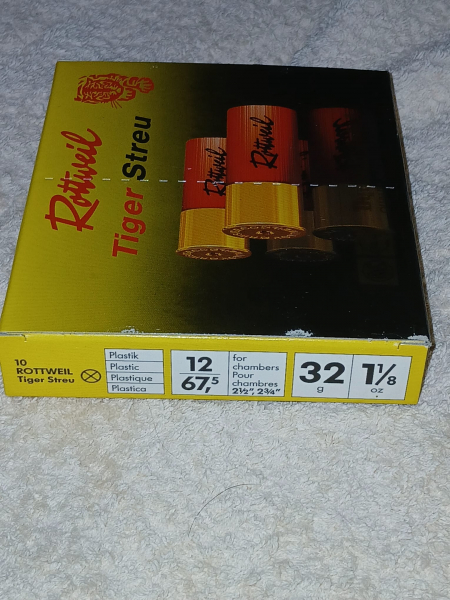 Rottweil
Tiger Streu
Rottweil
Rottweil
10
ROTTWEIL
Tiger Streu
Plastik
Plastic
Plastique
Plastica
12
67,5
for
chambers
Pour
chambres
2½", 2¾"
32
g
1⅛
oz